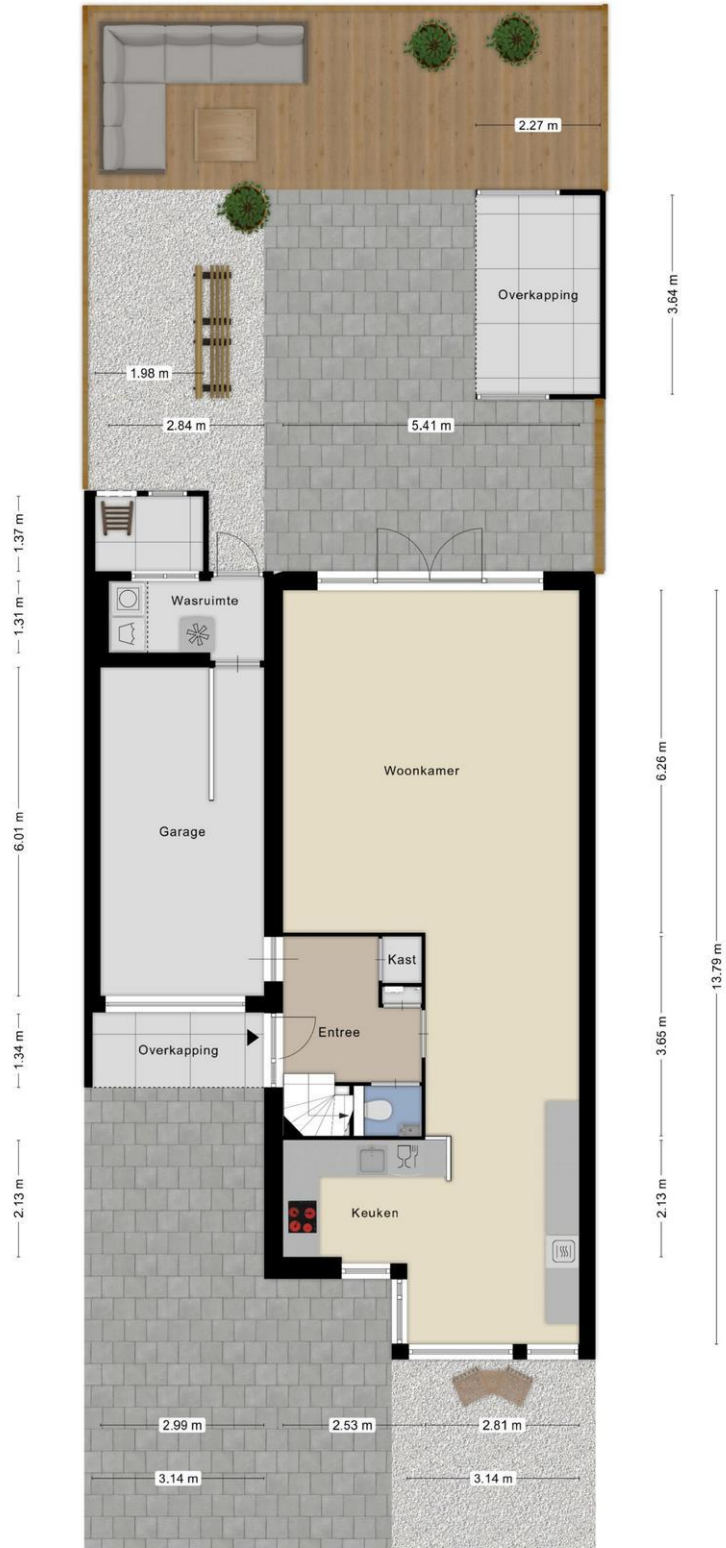 2.27 m
3.64 m
Overkapping
1.98 m
2.84 m
5.41 m
1.37 m
1.31 m
Wasruimte
6.26 m
Woonkamer
6.01 m
Garage
13.79 m
Kast
Entree
3.65 m
1.34 m
Overkapping
2.13 m
2.13 m
Keuken
2.99 m
2.53 m
2.81 m
3.14 m
3.14 m